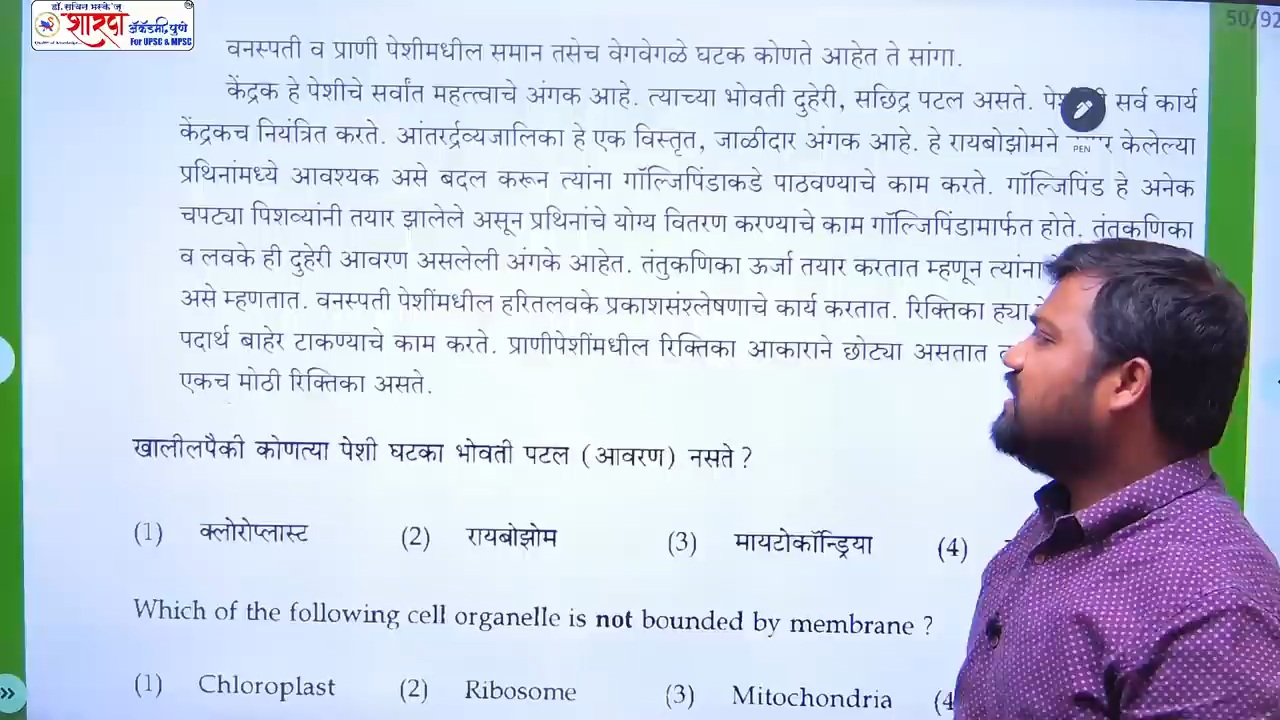 डॉ. सचिन भस्के'ज्
शारदा
ॲकॅडमी, पुणे
For UPSC & MPSC
50/92
वनस्पती व प्राणी पेशीमधील समान तसेच वेगवेगळे घटक कोणते आहेत ते सांगा.
केंद्रक हे पेशीचे सर्वांत महत्त्वाचे अंगक आहे. त्याच्या भोवती दुहेरी, सछिद्र पटल असते. सर्व कार्य
केंद्रकच नियंत्रित करते. आंतरर्द्रव्यजालिका हे एक विस्तृत, जाळीदार अंगक आहे. हे रायबोझोमने केलेल्या
PEN
प्रथिनांमध्ये आवश्यक असे बदल करून त्यांना गॉल्जिपिंडाकडे पाठवण्याचे काम करते. गॉल्जिपिंड हे अनेक
चपट्या पिशव्यांनी तयार झालेले असून प्रथिनांचे योग्य वितरण करण्याचे काम गॉल्जिपिंडामार्फत होते. तंतुकणिका
व लवके ही दुहेरी आवरण असलेली अंगके आहेत. तंतुकणिका ऊर्जा तयार करतात म्हणून त्यांना
असे म्हणतात. वनस्पती पेशींमधील हरितलवके प्रकाशसंश्लेषणाचे कार्य करतात. रिक्तिका ह्या
पदार्थ बाहेर टाकण्याचे काम करते. प्राणीपेशींमधील रिक्तिका आकाराने छोट्या असतात
एकच मोठी रिक्तिका असते.
खालीलपैकी कोणत्या पेशी घटका भोवती पटल (आवरण) नसते ?
(1) क्लोरोप्लास्ट (2) रायबोझोम (3) मायटोकॉन्ड्रिया (4)
Which of the following cell organelle is not bounded by membrane ?
(1) Chloroplast (2) Ribosome (3) Mitochondria (4